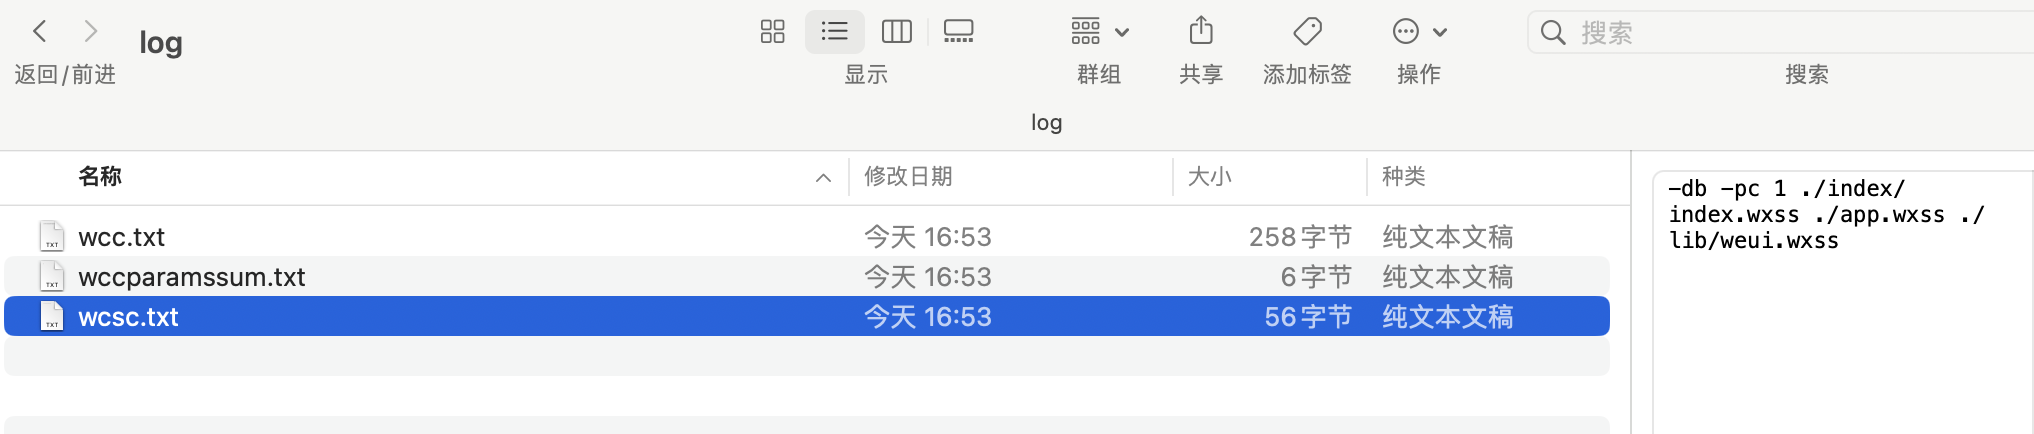 log
返回/前进
显示
群组
共享
添加标签
操作
搜索
搜索
log
名称 修改日期 大小 种类
wcc.txt 今天 16:53 258字节 纯文本文稿
wccparamssum.txt 今天 16:53 6字节 纯文本文稿
wcsc.txt 今天 16:53 56字节 纯文本文稿
-db -pc 1 ./index/
index.wxss ./app.wxss ./
lib/weui.wxss